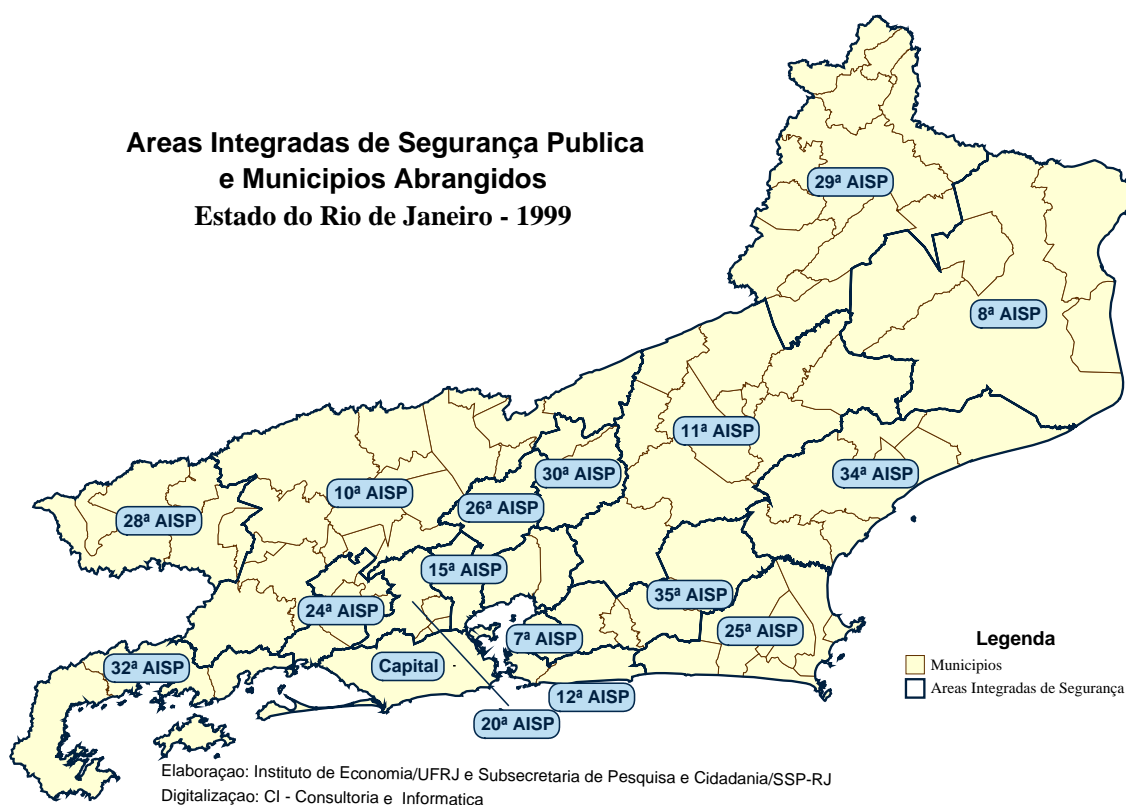 Areas Integradas de Segurança Publica
e Municipios Abrangidos
Estado do Rio de Janeiro - 1999
29ª AISP
8ª AISP
11ª AISP
30ª AISP
34ª AISP
10ª AISP
26ª AISP
28ª AISP
15ª AISP
35ª AISP
24ª AISP
25ª AISP
7ª AISP
Capital
32ª AISP
12ª AISP
20ª AISP
Legenda
Municipios
Areas Integradas de Segurança
Elaboraçao: Instituto de Economia/UFRJ e Subsecretaria de Pesquisa e Cidadania/SSP-RJ
Digitalizaçao: CI - Consultoria e Informatica